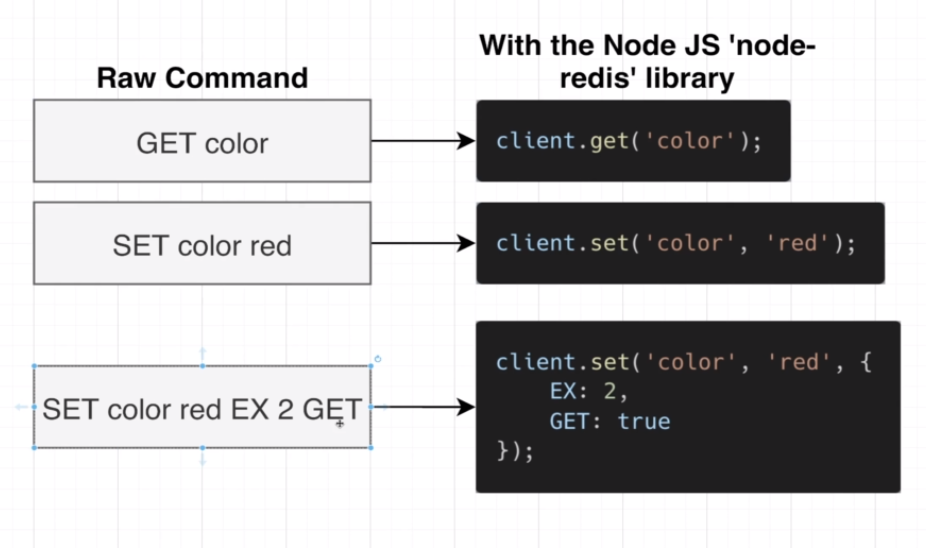 Raw Command
With the Node JS 'node-
redis' library
GET color
client.get('color');
SET color red
client.set('color', 'red');
SET color red EX 2 GET
client.set('color', 'red', {
    EX: 2,
    GET: true
});